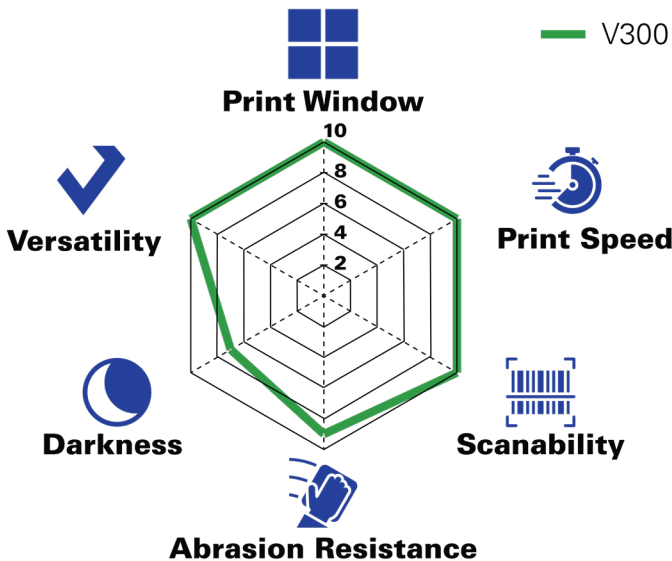 V300
Print Window
10
8
6
4
2
Versatility
Print Speed
Darkness
Scanability
Abrasion Resistance